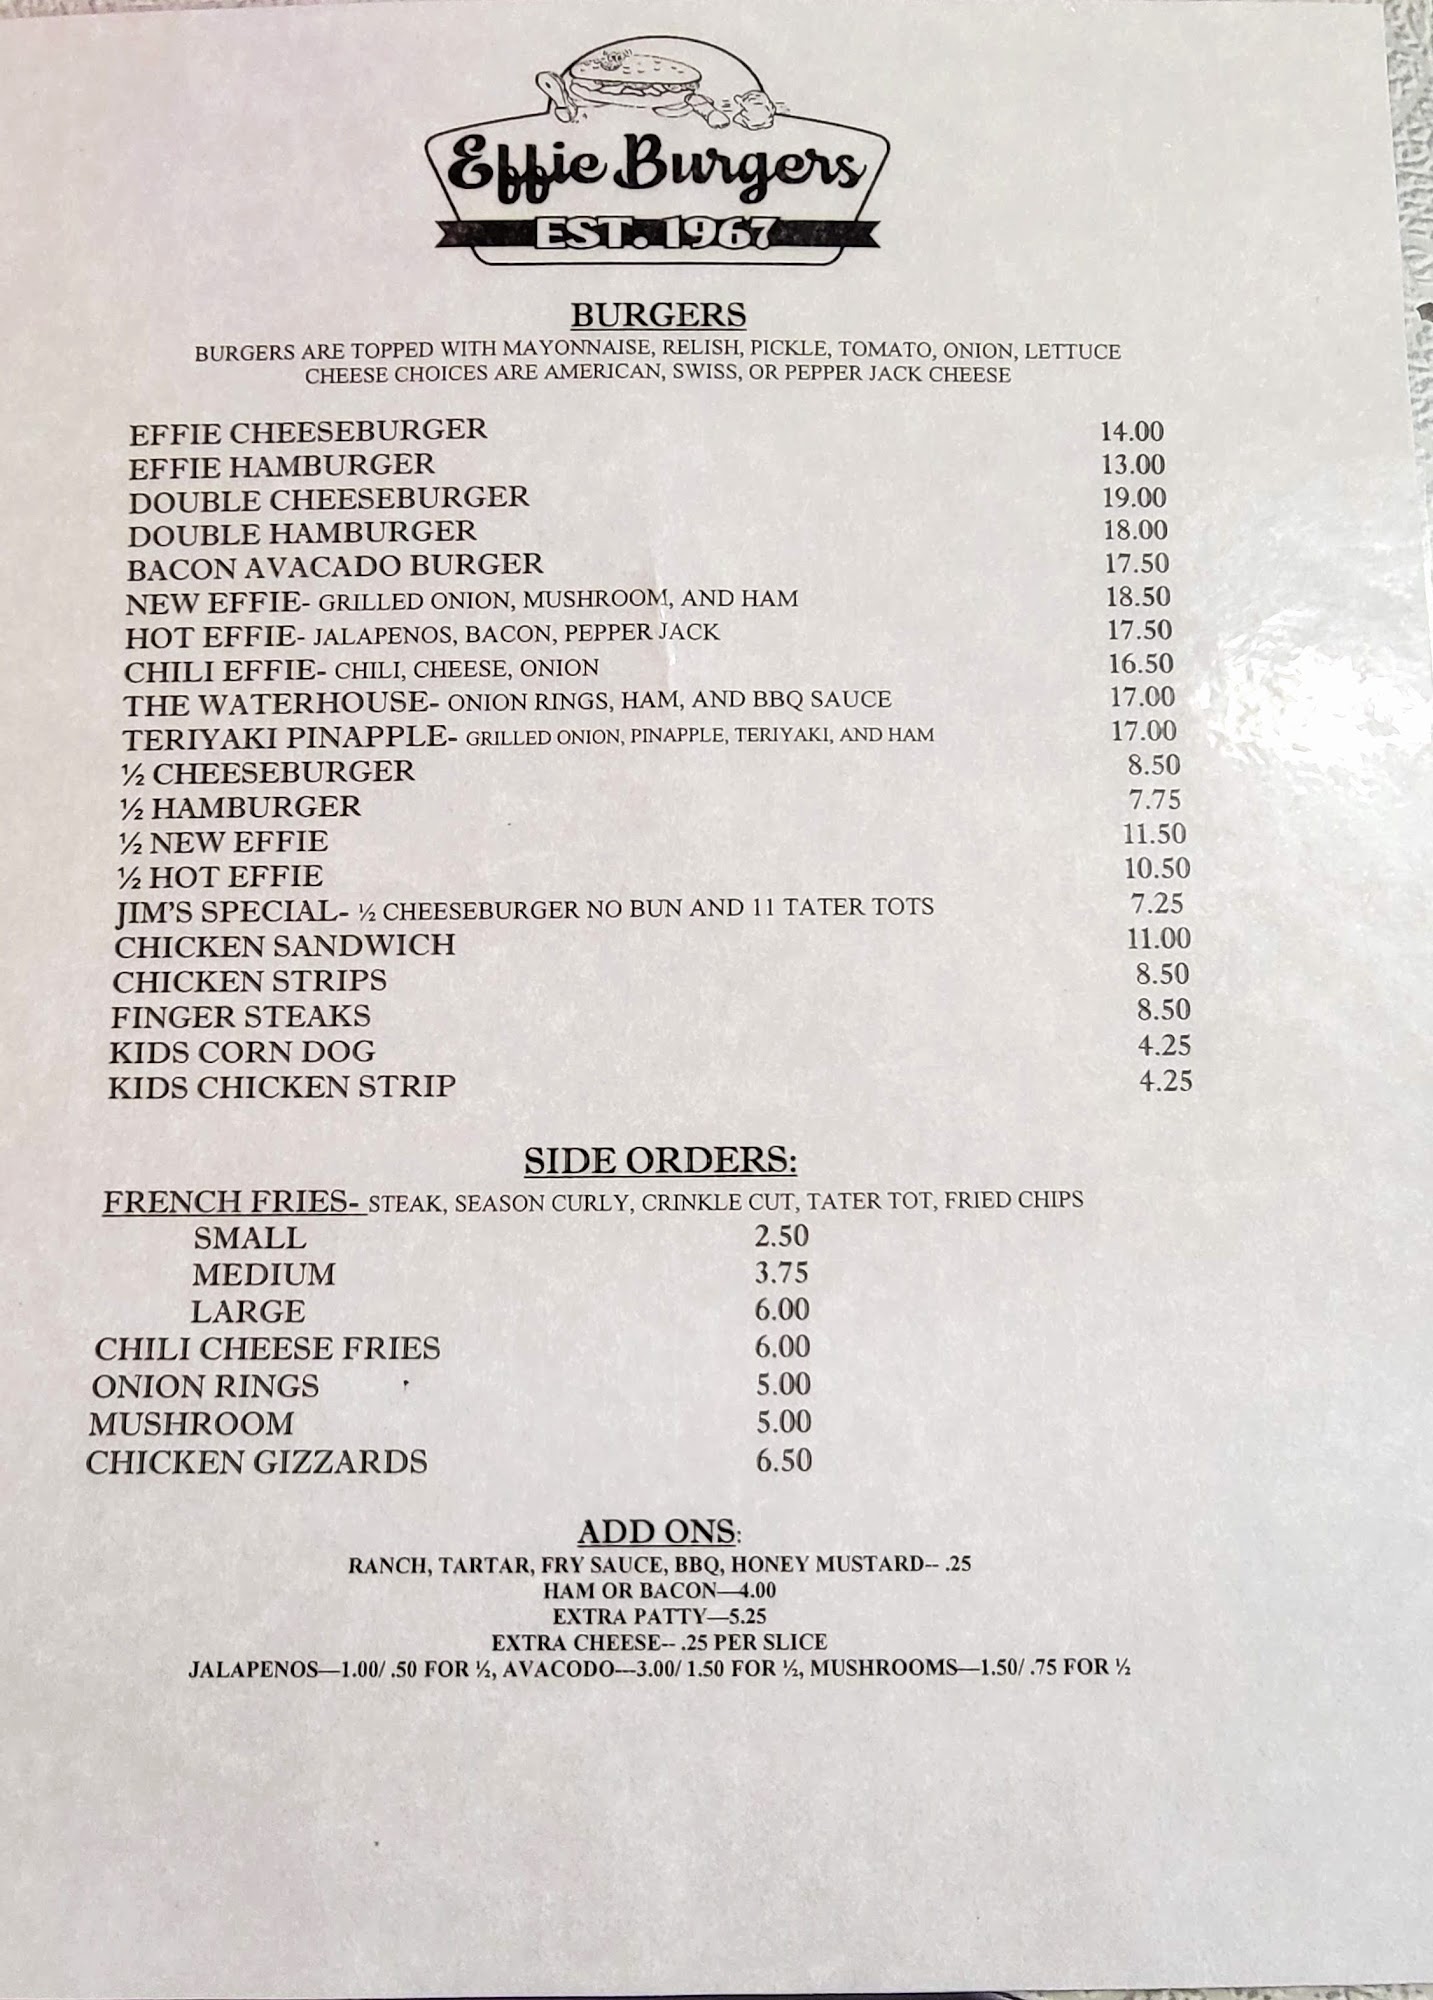 Effie Burgers
EST. 1967
BURGERS
BURGERS ARE TOPPED WITH MAYONNAISE, RELISH, PICKLE, TOMATO, ONION, LETTUCE
CHEESE CHOICES ARE AMERICAN, SWISS, OR PEPPER JACK CHEESE
EFFIE CHEESEBURGER 14.00
EFFIE HAMBURGER 13.00
DOUBLE CHEESEBURGER 19.00
DOUBLE HAMBURGER 18.00
BACON AVACADO BURGER 17.50
NEW EFFIE- GRILLED ONION, MUSHROOM, AND HAM 18.50
HOT EFFIE- JALAPENOS, BACON, PEPPER JACK 17.50
CHILI EFFIE- CHILI, CHEESE, ONION 16.50
THE WATERHOUSE- ONION RINGS, HAM, AND BBQ SAUCE 17.00
TERIYAKI PINAPPLE- GRILLED ONION, PINAPPLE, TERIYAKI, AND HAM 17.00
½ CHEESEBURGER 8.50
½ HAMBURGER 7.75
½ NEW EFFIE 11.50
½ HOT EFFIE 10.50
JIM'S SPECIAL- ½ CHEESEBURGER NO BUN AND 11 TATER TOTS 7.25
CHICKEN SANDWICH 11.00
CHICKEN STRIPS 8.50
FINGER STEAKS 8.50
KIDS CORN DOG 4.25
KIDS CHICKEN STRIP 4.25
SIDE ORDERS:
FRENCH FRIES- STEAK, SEASON CURLY, CRINKLE CUT, TATER TOT, FRIED CHIPS
SMALL 2.50
MEDIUM 3.75
LARGE 6.00
CHILI CHEESE FRIES 6.00
ONION RINGS 5.00
MUSHROOM 5.00
CHICKEN GIZZARDS 6.50
ADD ONS:
RANCH, TARTAR, FRY SAUCE, BBQ, HONEY MUSTARD-- .25
HAM OR BACON—4.00
EXTRA PATTY—5.25
EXTRA CHEESE-- .25 PER SLICE
JALAPENOS—1.00/ .50 FOR ½, AVACODO---3.00/ 1.50 FOR ½, MUSHROOMS—1.50/ .75 FOR ½